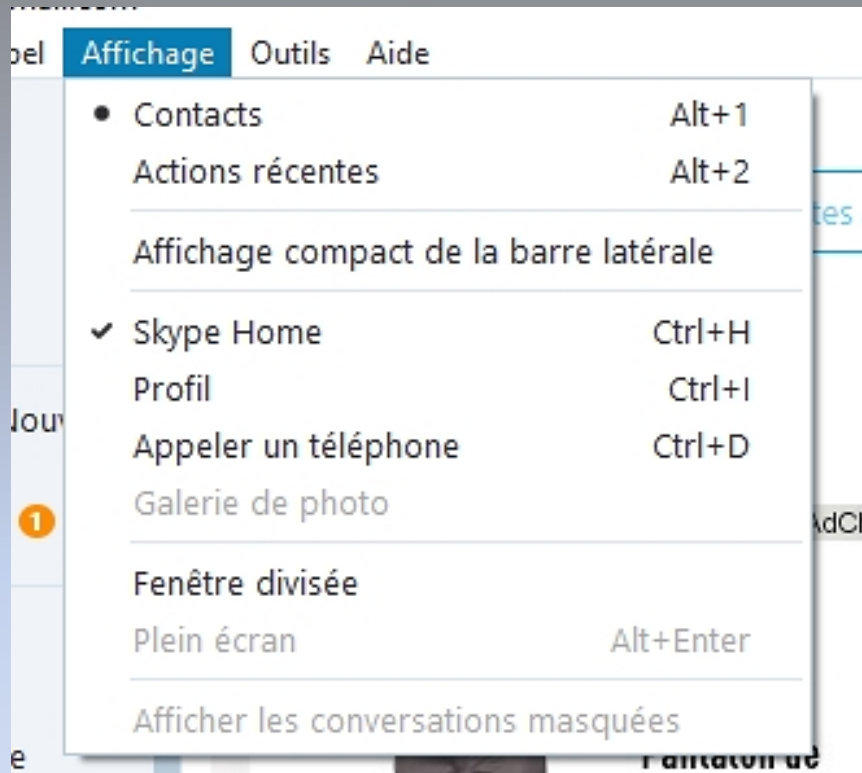 Affichage Outils Aide
Contacts Alt+1
Actions récentes Alt+2
Affichage compact de la barre latérale
Skype Home Ctrl+H
Profil Ctrl+I
Appeler un téléphone Ctrl+D
Galerie de photo
1
Fenêtre divisée
Plein écran Alt+Enter
Afficher les conversations masquées